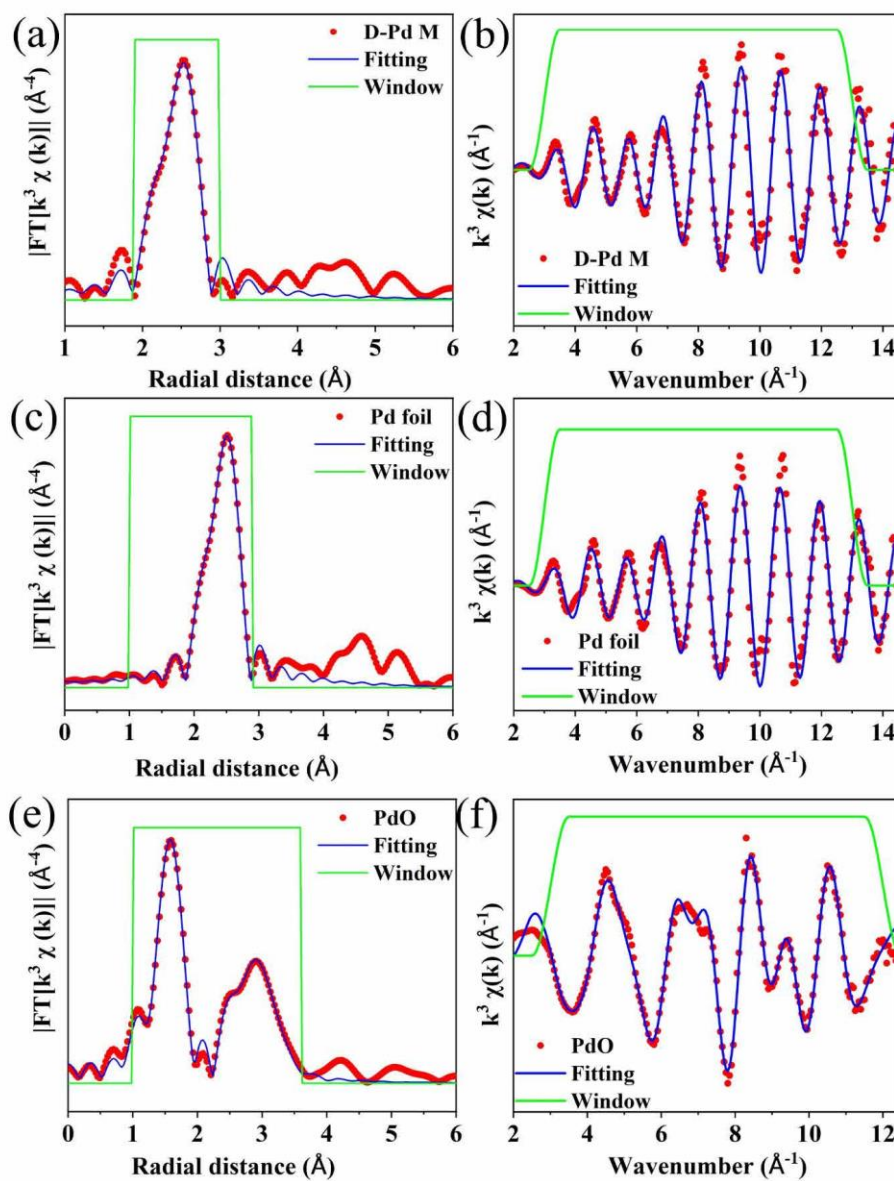 (a)
D-Pd M
Fitting
Window
|FT[k³ χ (k)]| (Å⁻⁴)
1 2 3 4 5 6
Radial distance (Å)
(b)
D-Pd M
Fitting
Window
k³ χ(k) (Å⁻¹)
2 4 6 8 10 12 14
Wavenumber (Å⁻¹)
(c)
Pd foil
Fitting
Window
|FT[k³ χ (k)]| (Å⁻⁴)
0 1 2 3 4 5 6
Radial distance (Å)
(d)
Pd foil
Fitting
Window
k³ χ(k) (Å⁻¹)
2 4 6 8 10 12 14
Wavenumber (Å⁻¹)
(e)
PdO
Fitting
Window
|FT[k³ χ (k)]| (Å⁻⁴)
0 1 2 3 4 5 6
Radial distance (Å)
(f)
PdO
Fitting
Window
k³ χ(k) (Å⁻¹)
2 4 6 8 10 12
Wavenumber (Å⁻¹)